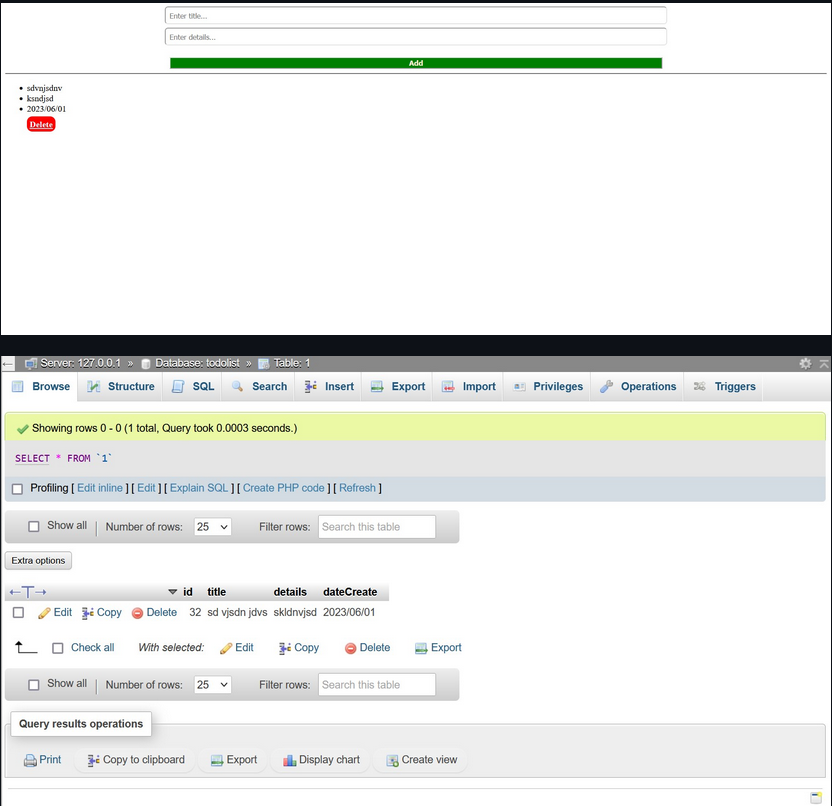 Enter title...
Enter details...
Add
sdvnjsdnv
ksndjsd
2023/06/01
Delete
Server: 127.0.0.1 » Database: todolist » Table: 1
Browse Structure SQL Search Insert Export Import Privileges Operations Triggers
Showing rows 0 - 0 (1 total, Query took 0.0003 seconds.)
SELECT * FROM `1`
Profiling [ Edit inline ] [ Edit ] [ Explain SQL ] [ Create PHP code ] [ Refresh ]
Show all | Number of rows: 25 Filter rows: Search this table
Extra options
←T→ id title details dateCreate
Edit Copy Delete 32 sd vjsdn jdvs skldnvjsd 2023/06/01
Check all With selected: Edit Copy Delete Export
Show all | Number of rows: 25 Filter rows: Search this table
Query results operations
Print Copy to clipboard Export Display chart Create view